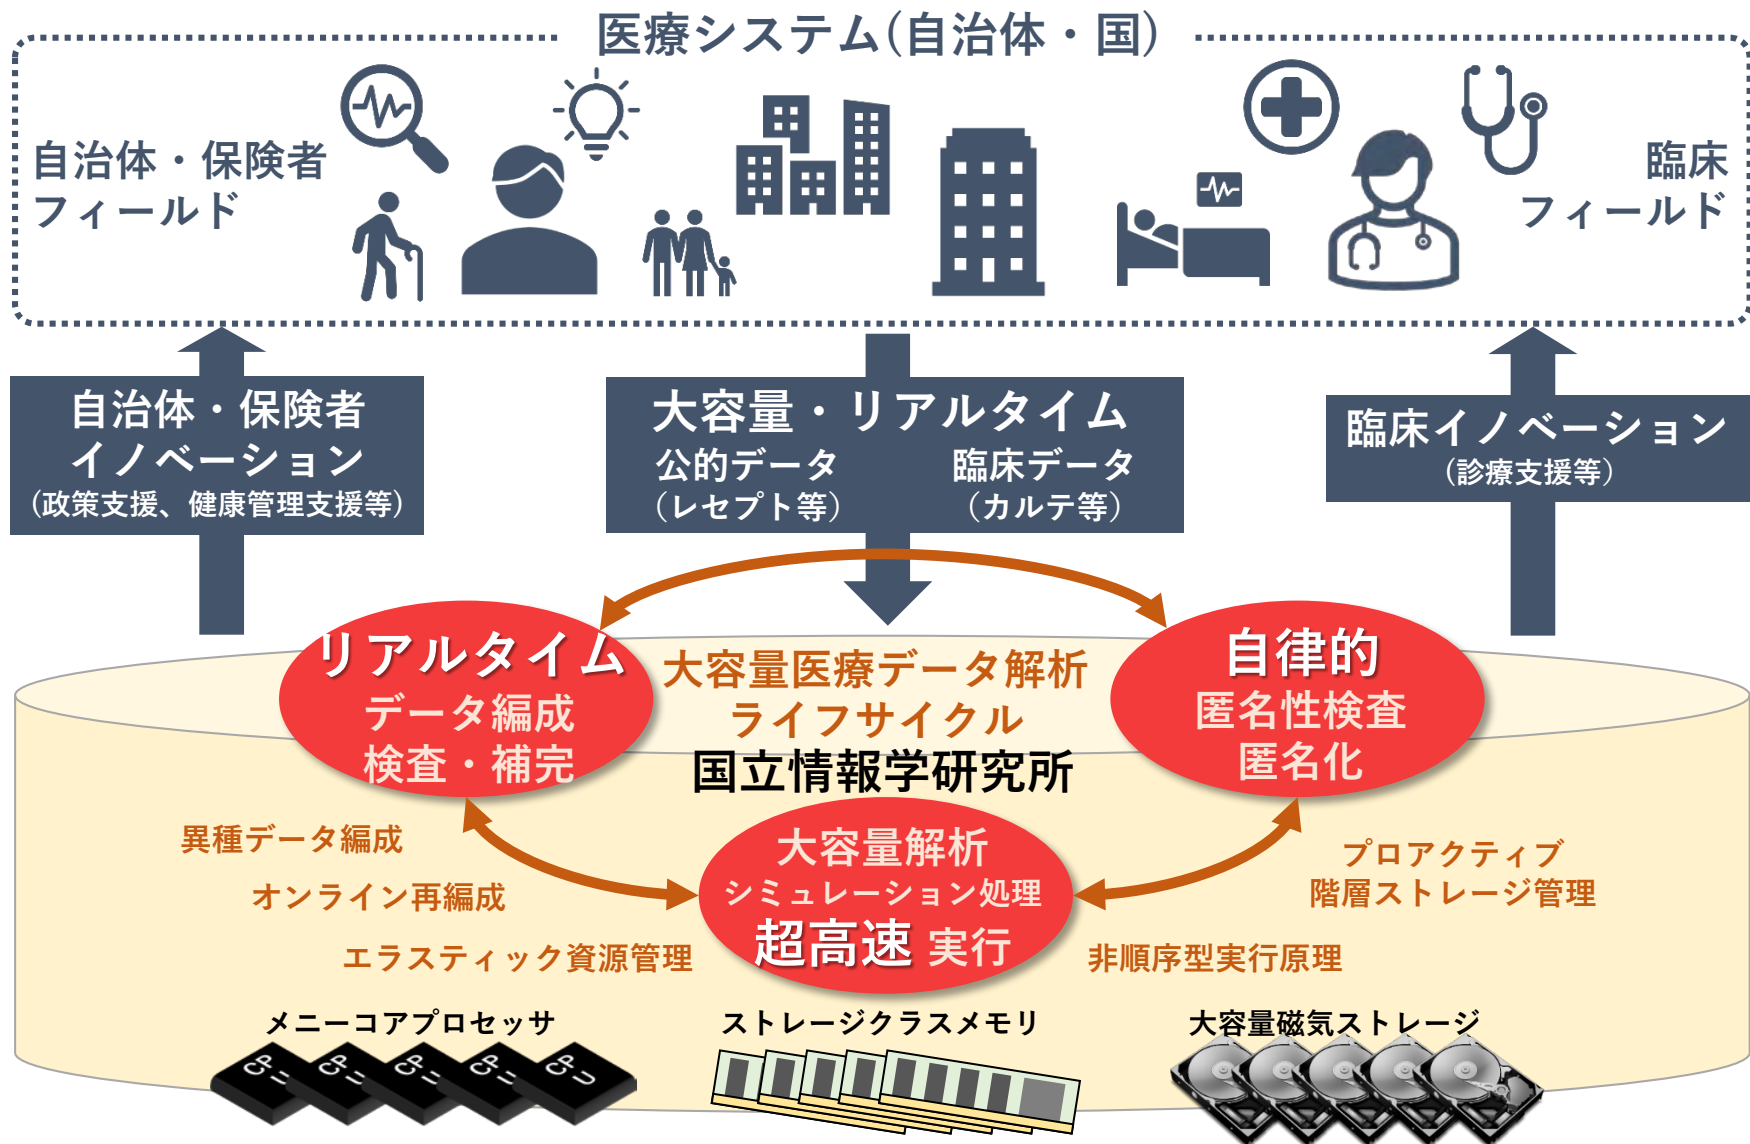 医療システム(自治体・国)
自治体・保険者
フィールド
臨床
フィールド
自治体・保険者
イノベーション
(政策支援、健康管理支援等)
大容量・リアルタイム
公的データ
(レセプト等)
臨床データ
(カルテ等)
臨床イノベーション
(診療支援等)
リアルタイム
データ編成
検査・補完
大容量医療データ解析
ライフサイクル
国立情報学研究所
自律的
匿名性検査
匿名化
大容量解析
シミュレーション処理
超高速 実行
異種データ編成
オンライン再編成
エラスティック資源管理
プロアクティブ
階層ストレージ管理
非順序型実行原理
メニーコアプロセッサ
ストレージクラスメモリ
大容量磁気ストレージ
CPU
CPU
CPU
CPU
CPU